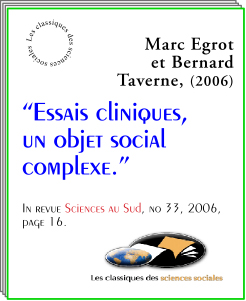 Les classiques des sciences sociales
Marc Egrot
et Bernard
Taverne, (2006)
“Essais cliniques,
un objet social
complexe.”
In revue Sciences au Sud, no 33, 2006,
page 16.
Les classiques des sciences sociales